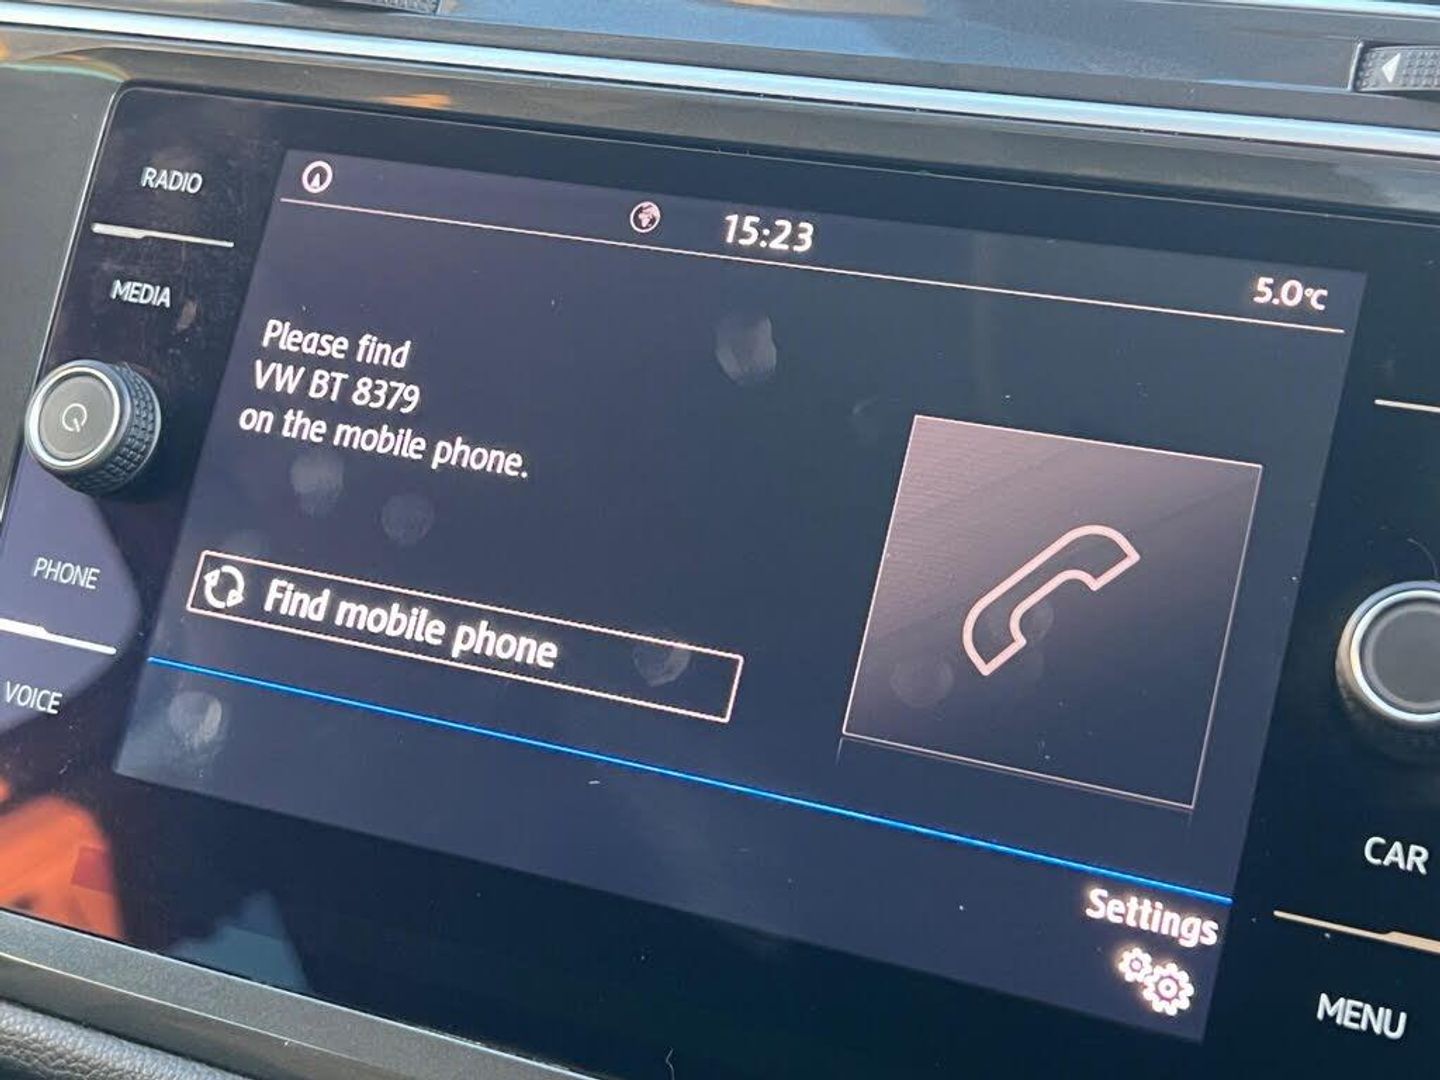 RADIO
MEDIA
PHONE
VOICE
15:23
5.0°C
Please find
VW BT 8379
on the mobile phone.
Find mobile phone
Settings
CAR
MENU